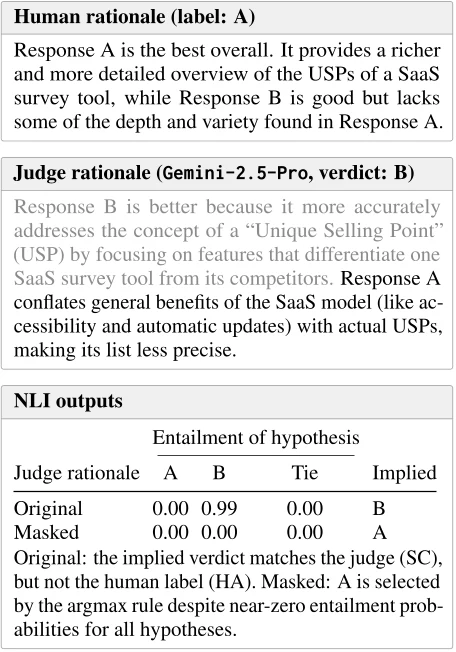 Human rationale (label: A)
Response A is the best overall. It provides a richer
and more detailed overview of the USPs of a SaaS
survey tool, while Response B is good but lacks
some of the depth and variety found in Response A.
Judge rationale (Gemini-2.5-Pro, verdict: B)
Response B is better because it more accurately
addresses the concept of a “Unique Selling Point”
(USP) by focusing on features that differentiate one
SaaS survey tool from its competitors. Response A
conflates general benefits of the SaaS model (like ac-
cessibility and automatic updates) with actual USPs,
making its list less precise.
NLI outputs
Entailment of hypothesis
Judge rationale A B Tie Implied
Original 0.00 0.99 0.00 B
Masked 0.00 0.00 0.00 A
Original: the implied verdict matches the judge (SC),
but not the human label (HA). Masked: A is selected
by the argmax rule despite near-zero entailment prob-
abilities for all hypotheses.